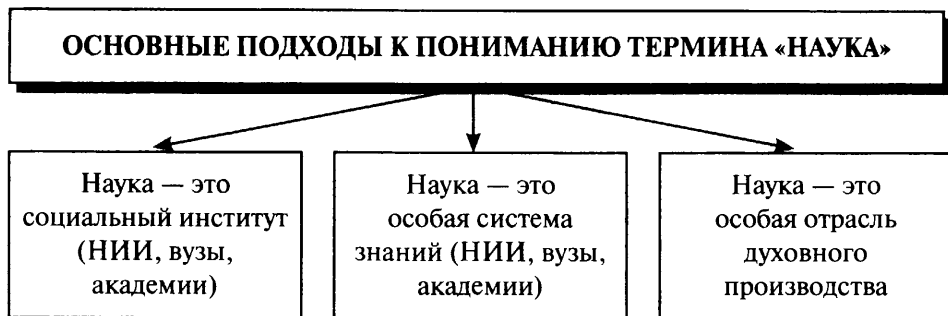 ОСНОВНЫЕ ПОДХОДЫ К ПОНИМАНИЮ ТЕРМИНА «НАУКА»
Наука — это
социальный институт
(НИИ, вузы,
академии)
Наука — это
особая система
знаний (НИИ, вузы,
академии)
Наука — это
особая отрасль
духовного
производства